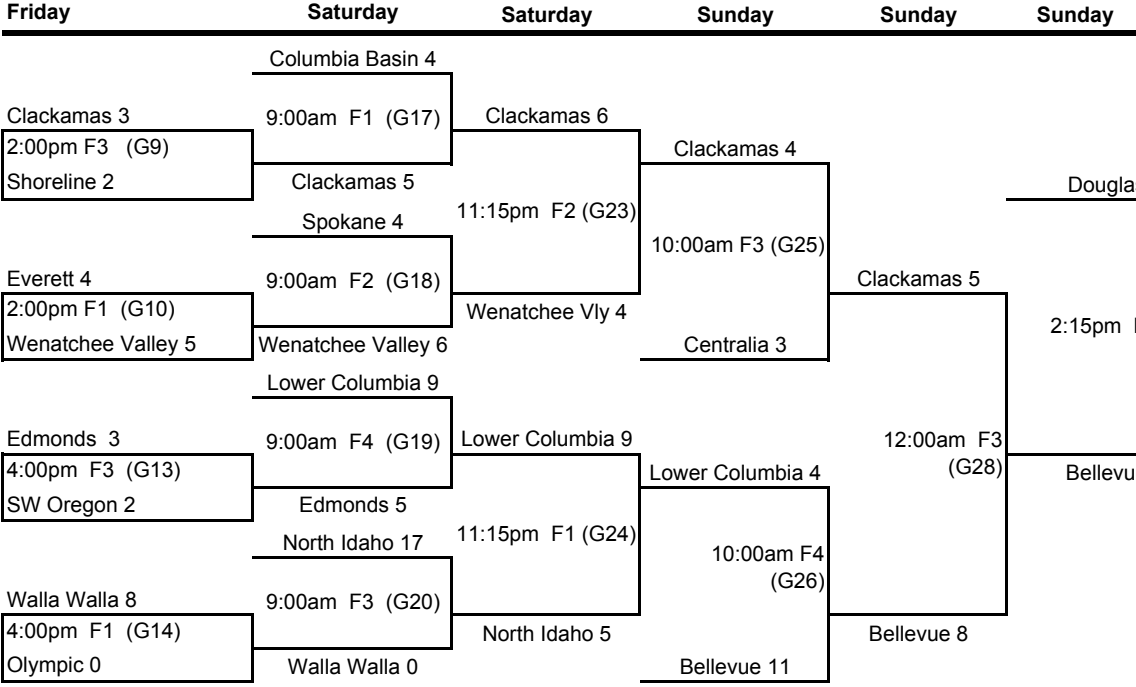 Friday Saturday Saturday Sunday Sunday Sunday
Columbia Basin 4
Clackamas 3
9:00am F1 (G17)
Clackamas 6
2:00pm F3 (G9)
Clackamas 4
Shoreline 2
Clackamas 5
Douglas
11:15pm F2 (G23)
Spokane 4
10:00am F3 (G25)
Everett 4
9:00am F2 (G18)
Clackamas 5
2:00pm F1 (G10)
Wenatchee Vly 4
2:15pm
Wenatchee Valley 5
Wenatchee Valley 6
Centralia 3
Lower Columbia 9
Edmonds 3
9:00am F4 (G19)
Lower Columbia 9
12:00am F3
(G28)
4:00pm F3 (G13)
Lower Columbia 4
Bellevu
SW Oregon 2
Edmonds 5
11:15pm F1 (G24)
North Idaho 17
10:00am F4
(G26)
Walla Walla 8
9:00am F3 (G20)
4:00pm F1 (G14)
North Idaho 5
Bellevue 8
Olympic 0
Walla Walla 0
Bellevue 11